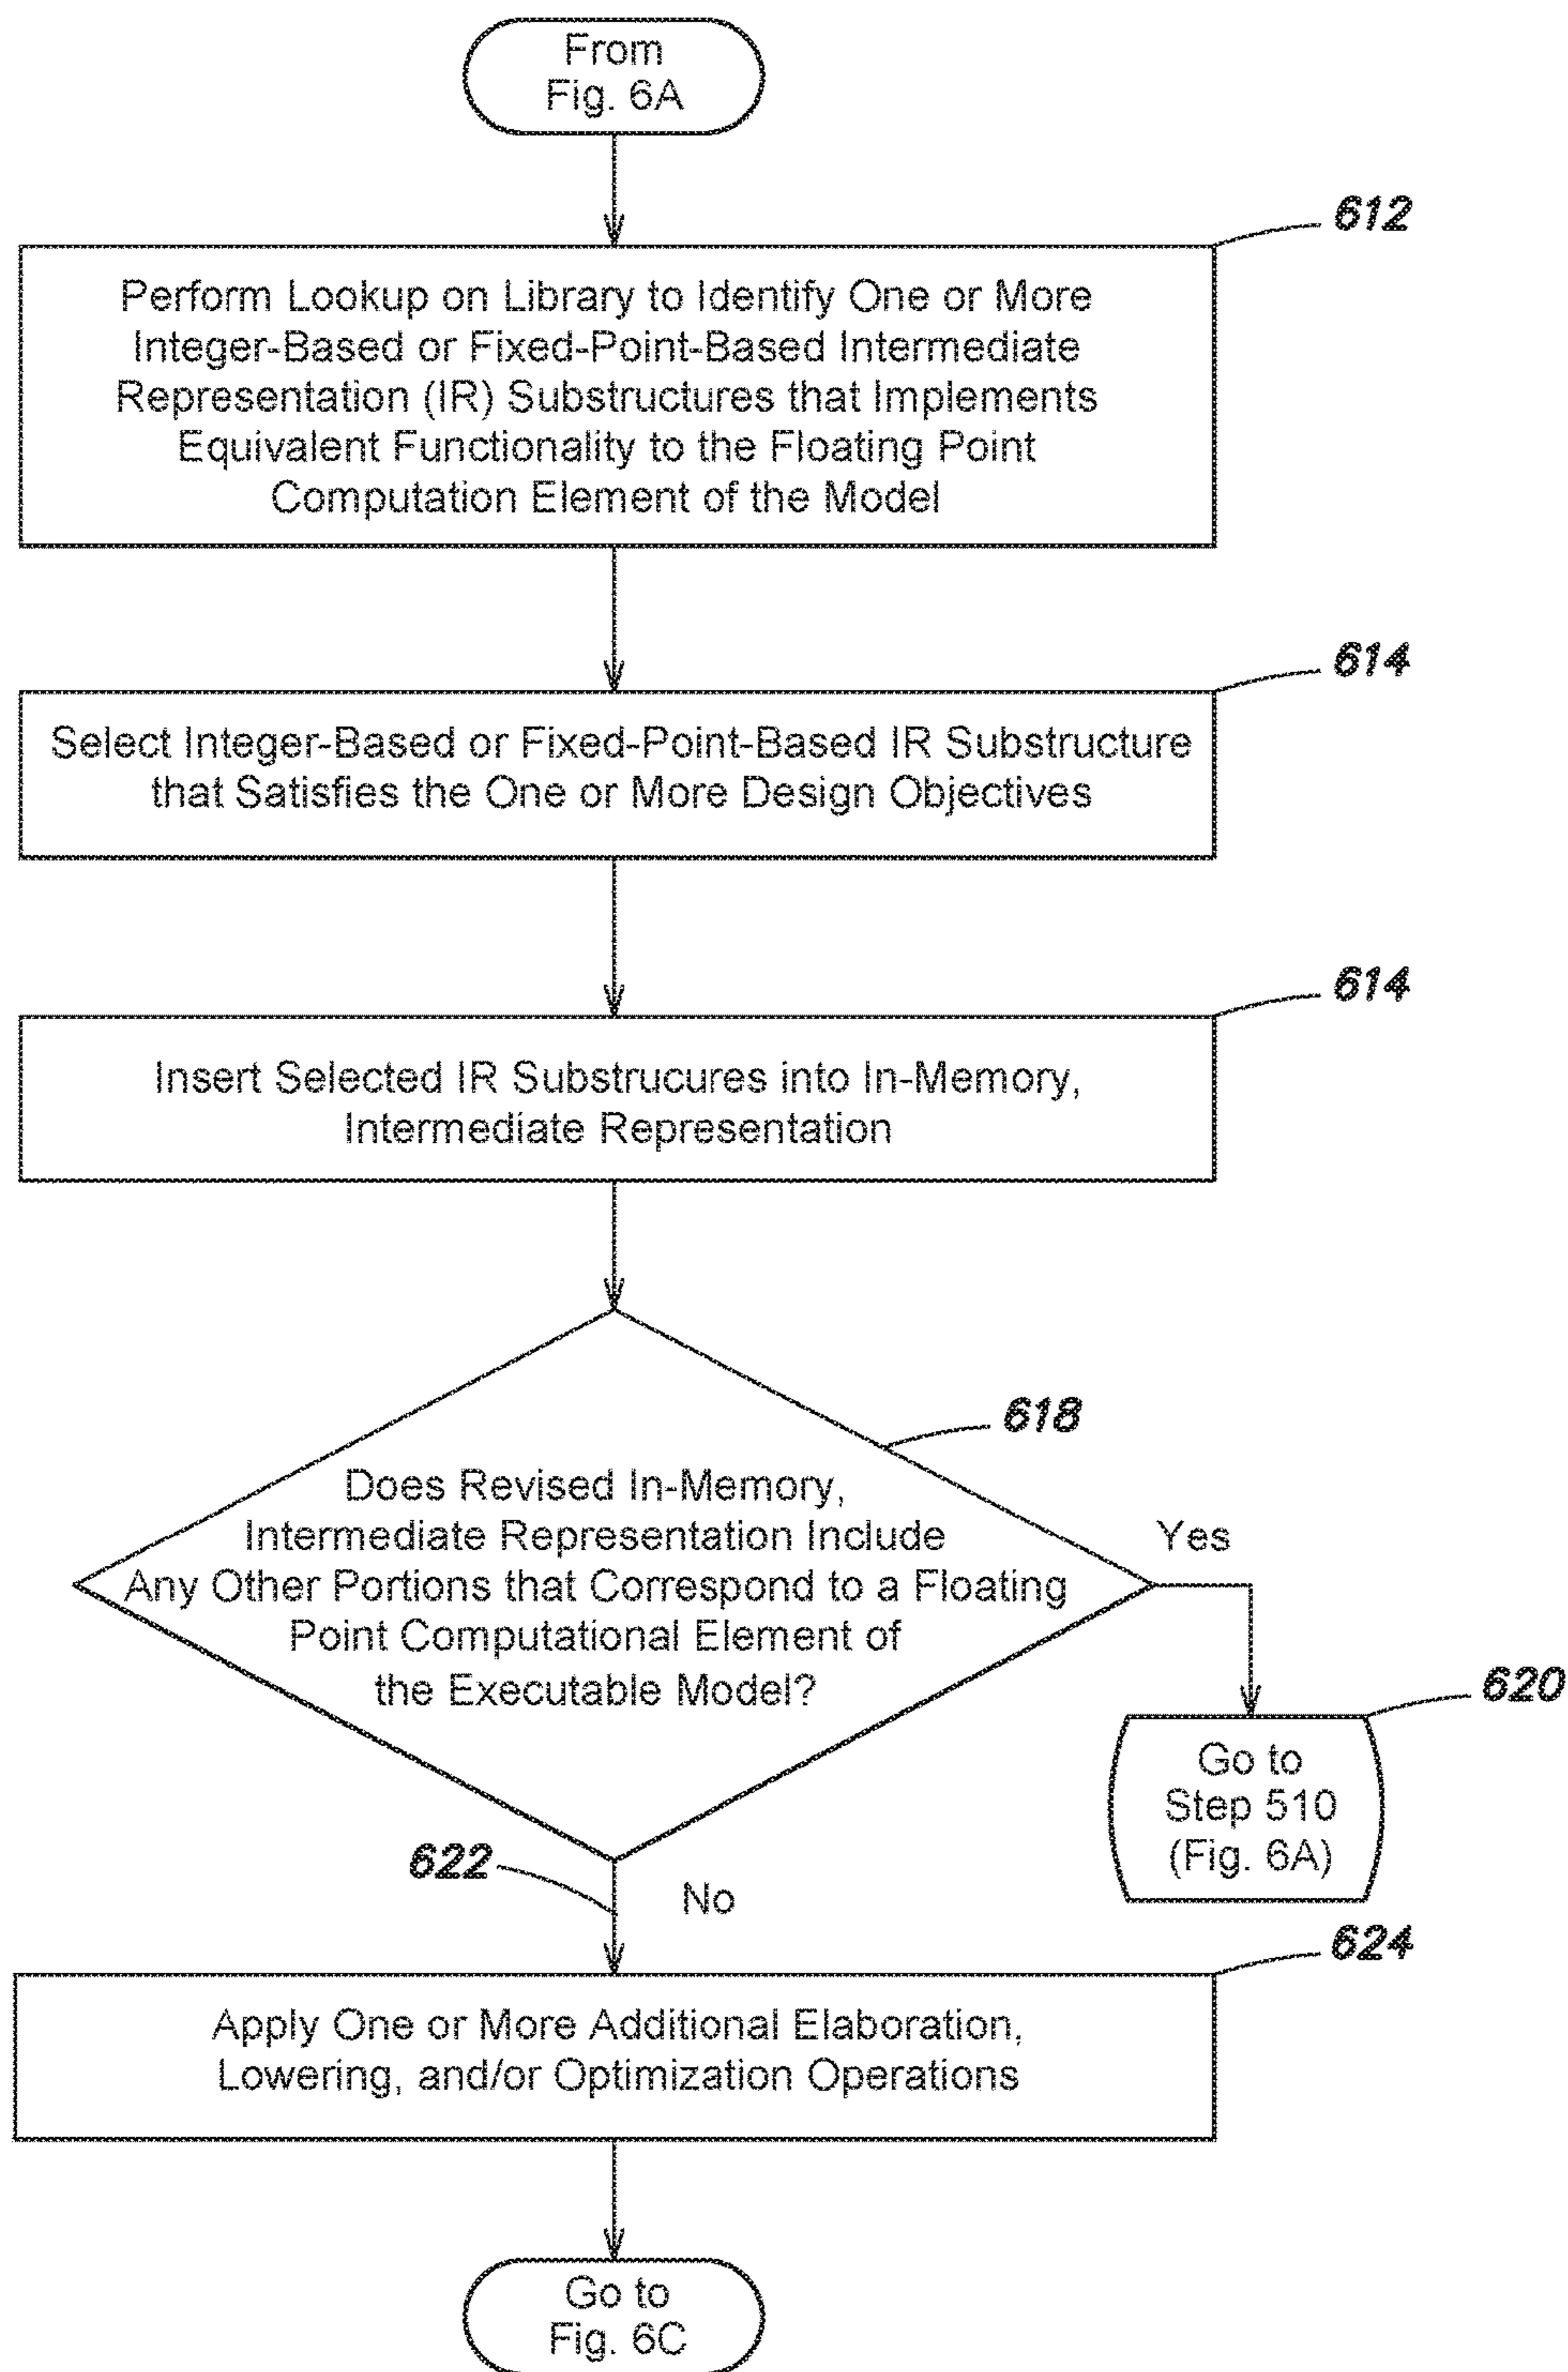 From
Fig. 6A
612
Perform Lookup on Library to Identify One or More
Integer-Based or Fixed-Point-Based Intermediate
Representation (IR) Substructures that Implements
Equivalent Functionality to the Floating Point
Computation Element of the Model
614
Select Integer-Based or Fixed-Point-Based IR Substructure
that Satisfies the One or More Design Objectives
614
Insert Selected IR Substrucures into In-Memory,
Intermediate Representation
618
Does Revised In-Memory,
Intermediate Representation Include
Any Other Portions that Correspond to a Floating
Point Computational Element of
the Executable Model?
Yes
620
Go to
Step 510
(Fig. 6A)
622
No
624
Apply One or More Additional Elaboration,
Lowering, and/or Optimization Operations
Go to
Fig. 6C